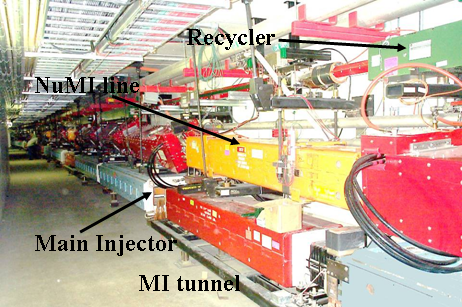 Recycler
NuMI line
Main Injector
MI tunnel